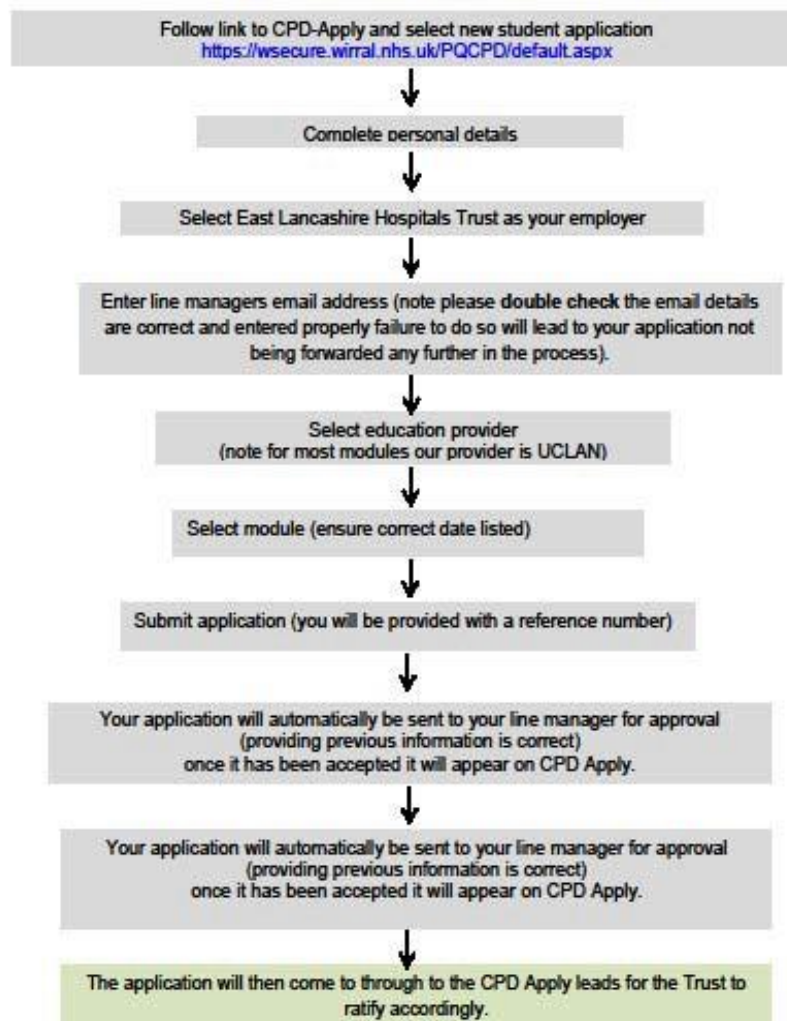 Follow link to CPD-Apply and select new student application
https://wsecure.wirral.nhs.uk/PQCPD/default.aspx
Complete personal details
Select East Lancashire Hospitals Trust as your employer
Enter line managers email address (note please double check the email details
are correct and entered properly failure to do so will lead to your application not
being forwarded any further in the process).
Select education provider
(note for most modules our provider is UCLAN)
Select module (ensure correct date listed)
Submit application (you will be provided with a reference number)
Your application will automatically be sent to your line manager for approval
(providing previous information is correct)
once it has been accepted it will appear on CPD Apply.
Your application will automatically be sent to your line manager for approval
(providing previous information is correct)
once it has been accepted it will appear on CPD Apply.
The application will then come to through to the CPD Apply leads for the Trust to
ratify accordingly.